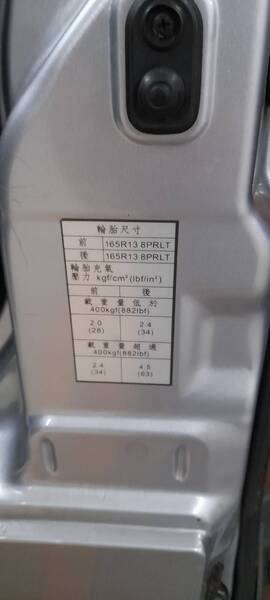 輪胎尺寸
前 165R13 8PRLT
後 165R13 8PRLT
輪胎充氣
壓力 kgf/cm² (lbf/in²)
前 後
載重量低於
400kgf(882lbf)
2.0 2.4
(28) (34)
載重量超過
400kgf(882lbf)
2.4 4.5
(34) (63)